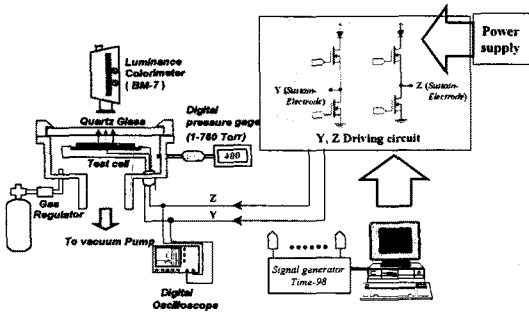 Luminance
Colorimeter
( BM-7 )
Power
supply
Y (Sustain-
Electrode)
Z (Sustain-
Electrode)
Y, Z Driving circuit
Quartz Glass
Digital
pressure gage
(1-760 Torr)
400
Test cell
Gas
Regulator
Z
Y
To vacuum Pump
Digital
Oscilloscope
Signal generator
Time-98